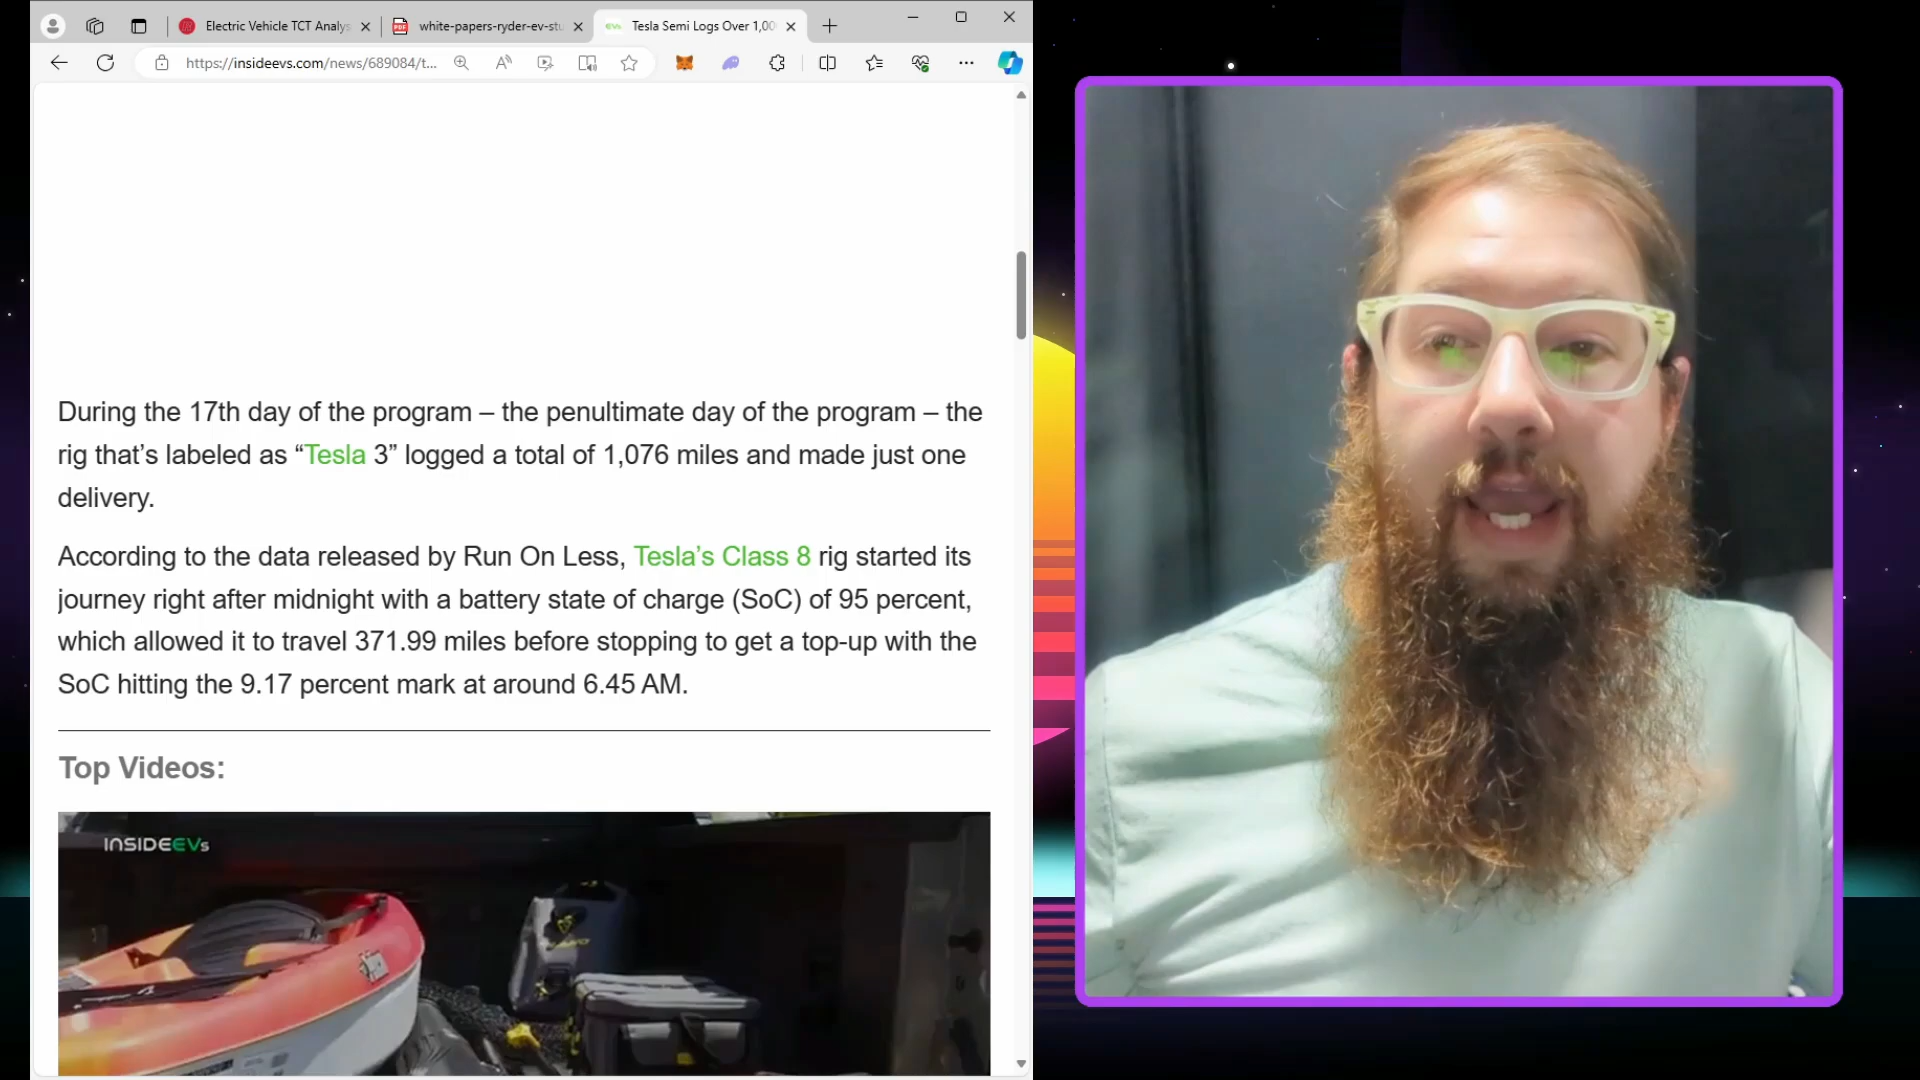 Electric Vehicle TCT Analys
white-papers-ryder-ev-stu
Tesla Semi Logs Over 1,00
https://insideevs.com/news/689084/t...
During the 17th day of the program – the penultimate day of the program – the
rig that’s labeled as “Tesla 3” logged a total of 1,076 miles and made just one
delivery.
According to the data released by Run On Less, Tesla’s Class 8 rig started its
journey right after midnight with a battery state of charge (SoC) of 95 percent,
which allowed it to travel 371.99 miles before stopping to get a top-up with the
SoC hitting the 9.17 percent mark at around 6.45 AM.
Top Videos:
INSIDEEVs